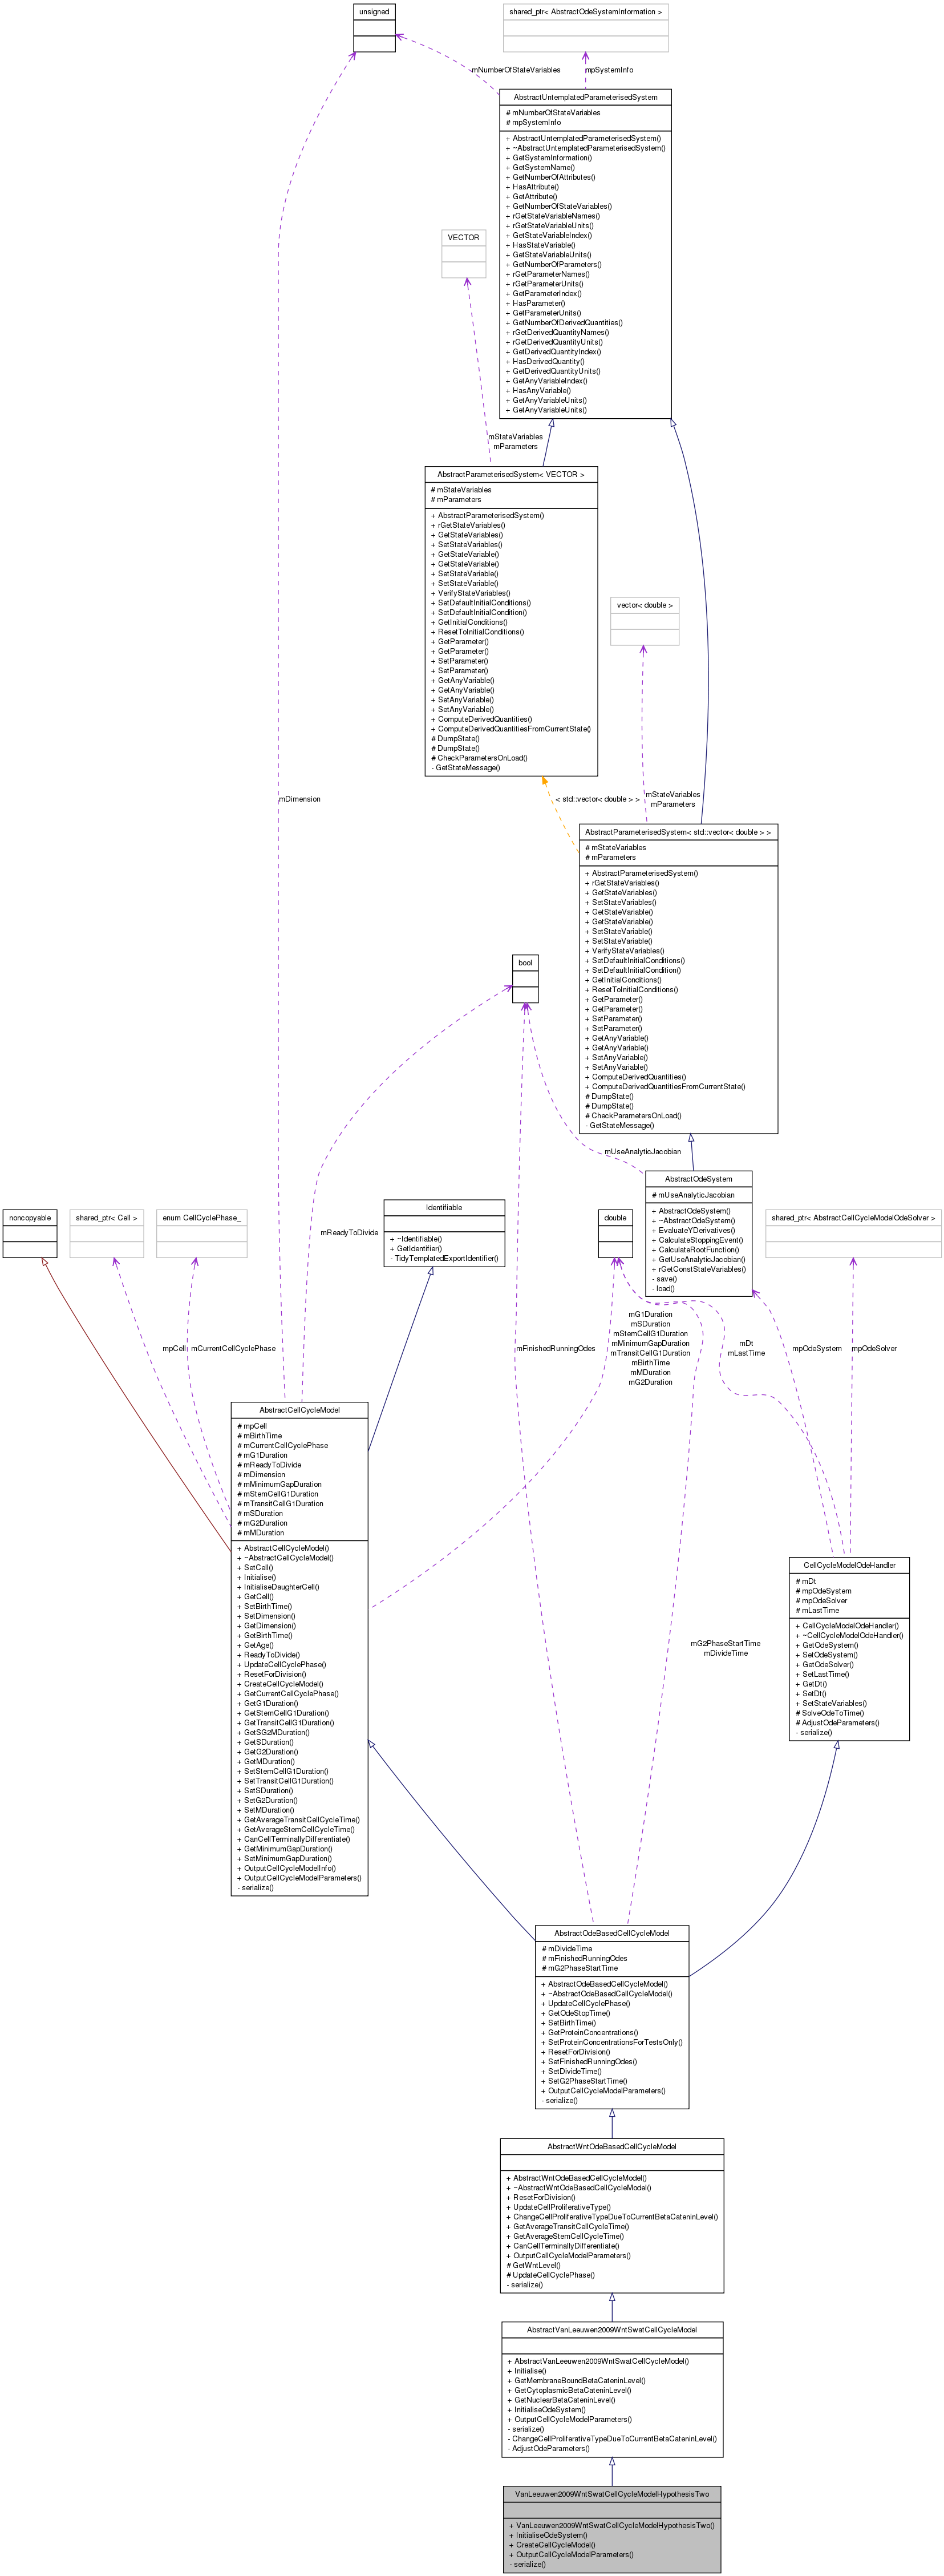 unsigned
shared_ptr< AbstractOdeSystemInformation >
mNumberOfStateVariables
mpSystemInfo
AbstractUntemplatedParameterisedSystem
# mNumberOfStateVariables
# mpSystemInfo
+ AbstractUntemplatedParameterisedSystem()
+ ~AbstractUntemplatedParameterisedSystem()
+ GetSystemInformation()
+ GetSystemName()
+ GetNumberOfAttributes()
+ HasAttribute()
+ GetAttribute()
+ GetNumberOfStateVariables()
+ rGetStateVariableNames()
+ rGetStateVariableUnits()
+ GetStateVariableIndex()
+ HasStateVariable()
+ GetStateVariableUnits()
+ GetNumberOfParameters()
+ rGetParameterNames()
+ rGetParameterUnits()
+ GetParameterIndex()
+ HasParameter()
+ GetParameterUnits()
+ GetNumberOfDerivedQuantities()
+ rGetDerivedQuantityNames()
+ rGetDerivedQuantityUnits()
+ GetDerivedQuantityIndex()
+ HasDerivedQuantity()
+ GetDerivedQuantityUnits()
+ GetAnyVariableIndex()
+ HasAnyVariable()
+ GetAnyVariableUnits()
+ GetAnyVariableUnits()
VECTOR
mStateVariables
mParameters
AbstractParameterisedSystem< VECTOR >
# mStateVariables
# mParameters
+ AbstractParameterisedSystem()
+ rGetStateVariables()
+ GetStateVariables()
+ SetStateVariables()
+ GetStateVariable()
+ GetStateVariable()
+ SetStateVariable()
+ SetStateVariable()
+ VerifyStateVariables()
+ SetDefaultInitialConditions()
+ SetDefaultInitialCondition()
+ GetInitialConditions()
+ ResetToInitialConditions()
+ GetParameter()
+ GetParameter()
+ SetParameter()
+ SetParameter()
+ GetAnyVariable()
+ GetAnyVariable()
+ SetAnyVariable()
+ SetAnyVariable()
+ ComputeDerivedQuantities()
+ ComputeDerivedQuantitiesFromCurrentState()
# DumpState()
# DumpState()
# CheckParametersOnLoad()
- GetStateMessage()
vector< double >
mDimension
< std::vector< double > >
mStateVariables
mParameters
AbstractParameterisedSystem< std::vector< double > >
# mStateVariables
# mParameters
+ AbstractParameterisedSystem()
+ rGetStateVariables()
+ GetStateVariables()
+ SetStateVariables()
+ GetStateVariable()
+ GetStateVariable()
+ SetStateVariable()
+ SetStateVariable()
+ VerifyStateVariables()
+ SetDefaultInitialConditions()
+ SetDefaultInitialCondition()
+ GetInitialConditions()
+ ResetToInitialConditions()
+ GetParameter()
+ GetParameter()
+ SetParameter()
+ SetParameter()
+ GetAnyVariable()
+ GetAnyVariable()
+ SetAnyVariable()
+ SetAnyVariable()
+ ComputeDerivedQuantities()
+ ComputeDerivedQuantitiesFromCurrentState()
# DumpState()
# DumpState()
# CheckParametersOnLoad()
- GetStateMessage()
bool
mUseAnalyticJacobian
AbstractOdeSystem
# mUseAnalyticJacobian
+ AbstractOdeSystem()
+ ~AbstractOdeSystem()
+ EvaluateYDerivatives()
+ CalculateStoppingEvent()
+ CalculateRootFunction()
+ GetUseAnalyticJacobian()
+ rGetConstStateVariables()
- save()
- load()
noncopyable
shared_ptr< Cell >
enum CellCyclePhase_
mReadyToDivide
Identifiable
+ ~Identifiable()
+ GetIdentifier()
- TidyTemplatedExportIdentifier()
double
shared_ptr< AbstractCellCycleModelOdeSolver >
mpCell
mCurrentCellCyclePhase
mFinishedRunningOdes
mG1Duration
mSDuration
mStemCellG1Duration
mMinimumGapDuration
mTransitCellG1Duration
mBirthTime
mMDuration
mG2Duration
mDt
mLastTime
mpOdeSystem
mpOdeSolver
AbstractCellCycleModel
# mpCell
# mBirthTime
# mCurrentCellCyclePhase
# mG1Duration
# mReadyToDivide
# mDimension
# mMinimumGapDuration
# mStemCellG1Duration
# mTransitCellG1Duration
# mSDuration
# mG2Duration
# mMDuration
+ AbstractCellCycleModel()
+ ~AbstractCellCycleModel()
+ SetCell()
+ Initialise()
+ InitialiseDaughterCell()
+ GetCell()
+ SetBirthTime()
+ SetDimension()
+ GetDimension()
+ GetBirthTime()
+ GetAge()
+ ReadyToDivide()
+ UpdateCellCyclePhase()
+ ResetForDivision()
+ CreateCellCycleModel()
+ GetCurrentCellCyclePhase()
+ GetG1Duration()
+ GetStemCellG1Duration()
+ GetTransitCellG1Duration()
+ GetSG2MDuration()
+ GetSDuration()
+ GetG2Duration()
+ GetMDuration()
+ SetStemCellG1Duration()
+ SetTransitCellG1Duration()
+ SetSDuration()
+ SetG2Duration()
+ SetMDuration()
+ GetAverageTransitCellCycleTime()
+ GetAverageStemCellCycleTime()
+ CanCellTerminallyDifferentiate()
+ GetMinimumGapDuration()
+ SetMinimumGapDuration()
+ OutputCellCycleModelInfo()
+ OutputCellCycleModelParameters()
- serialize()
CellCycleModelOdeHandler
# mDt
# mpOdeSystem
# mpOdeSolver
# mLastTime
+ CellCycleModelOdeHandler()
+ ~CellCycleModelOdeHandler()
+ GetOdeSystem()
+ SetOdeSystem()
+ GetOdeSolver()
+ SetLastTime()
+ GetDt()
+ SetDt()
+ SetStateVariables()
# SolveOdeToTime()
# AdjustOdeParameters()
- serialize()
mG2PhaseStartTime
mDivideTime
AbstractOdeBasedCellCycleModel
# mDivideTime
# mFinishedRunningOdes
# mG2PhaseStartTime
+ AbstractOdeBasedCellCycleModel()
+ ~AbstractOdeBasedCellCycleModel()
+ UpdateCellCyclePhase()
+ GetOdeStopTime()
+ SetBirthTime()
+ GetProteinConcentrations()
+ SetProteinConcentrationsForTestsOnly()
+ ResetForDivision()
+ SetFinishedRunningOdes()
+ SetDivideTime()
+ SetG2PhaseStartTime()
+ OutputCellCycleModelParameters()
- serialize()
AbstractWntOdeBasedCellCycleModel
+ AbstractWntOdeBasedCellCycleModel()
+ ~AbstractWntOdeBasedCellCycleModel()
+ ResetForDivision()
+ UpdateCellProliferativeType()
+ ChangeCellProliferativeTypeDueToCurrentBetaCateninLevel()
+ GetAverageTransitCellCycleTime()
+ GetAverageStemCellCycleTime()
+ CanCellTerminallyDifferentiate()
+ OutputCellCycleModelParameters()
# GetWntLevel()
# UpdateCellCyclePhase()
- serialize()
AbstractVanLeeuwen2009WntSwatCellCycleModel
+ AbstractVanLeeuwen2009WntSwatCellCycleModel()
+ Initialise()
+ GetMembraneBoundBetaCateninLevel()
+ GetCytoplasmicBetaCateninLevel()
+ GetNuclearBetaCateninLevel()
+ InitialiseOdeSystem()
+ OutputCellCycleModelParameters()
- serialize()
- ChangeCellProliferativeTypeDueToCurrentBetaCateninLevel()
- AdjustOdeParameters()
VanLeeuwen2009WntSwatCellCycleModelHypothesisTwo
+ VanLeeuwen2009WntSwatCellCycleModelHypothesisTwo()
+ InitialiseOdeSystem()
+ CreateCellCycleModel()
+ OutputCellCycleModelParameters()
- serialize()